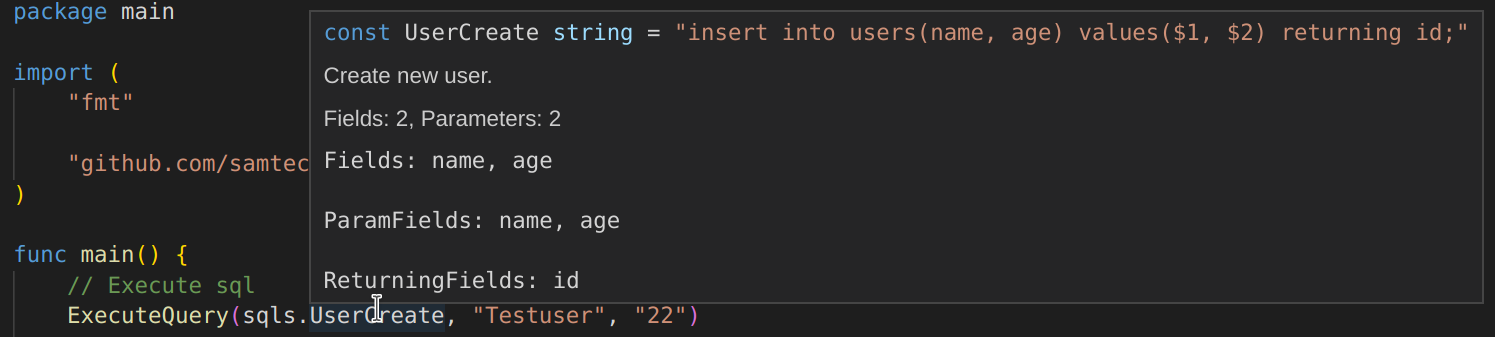 package main
import (
"fmt"
"github.com/samtec
)
func main() {
// Execute sql
ExecuteQuery(sqls.UserCreate, "Testuser", "22")
const UserCreate string = "insert into users(name, age) values($1, $2) returning id;"
Create new user.
Fields: 2, Parameters: 2
Fields: name, age
ParamFields: name, age
ReturningFields: id